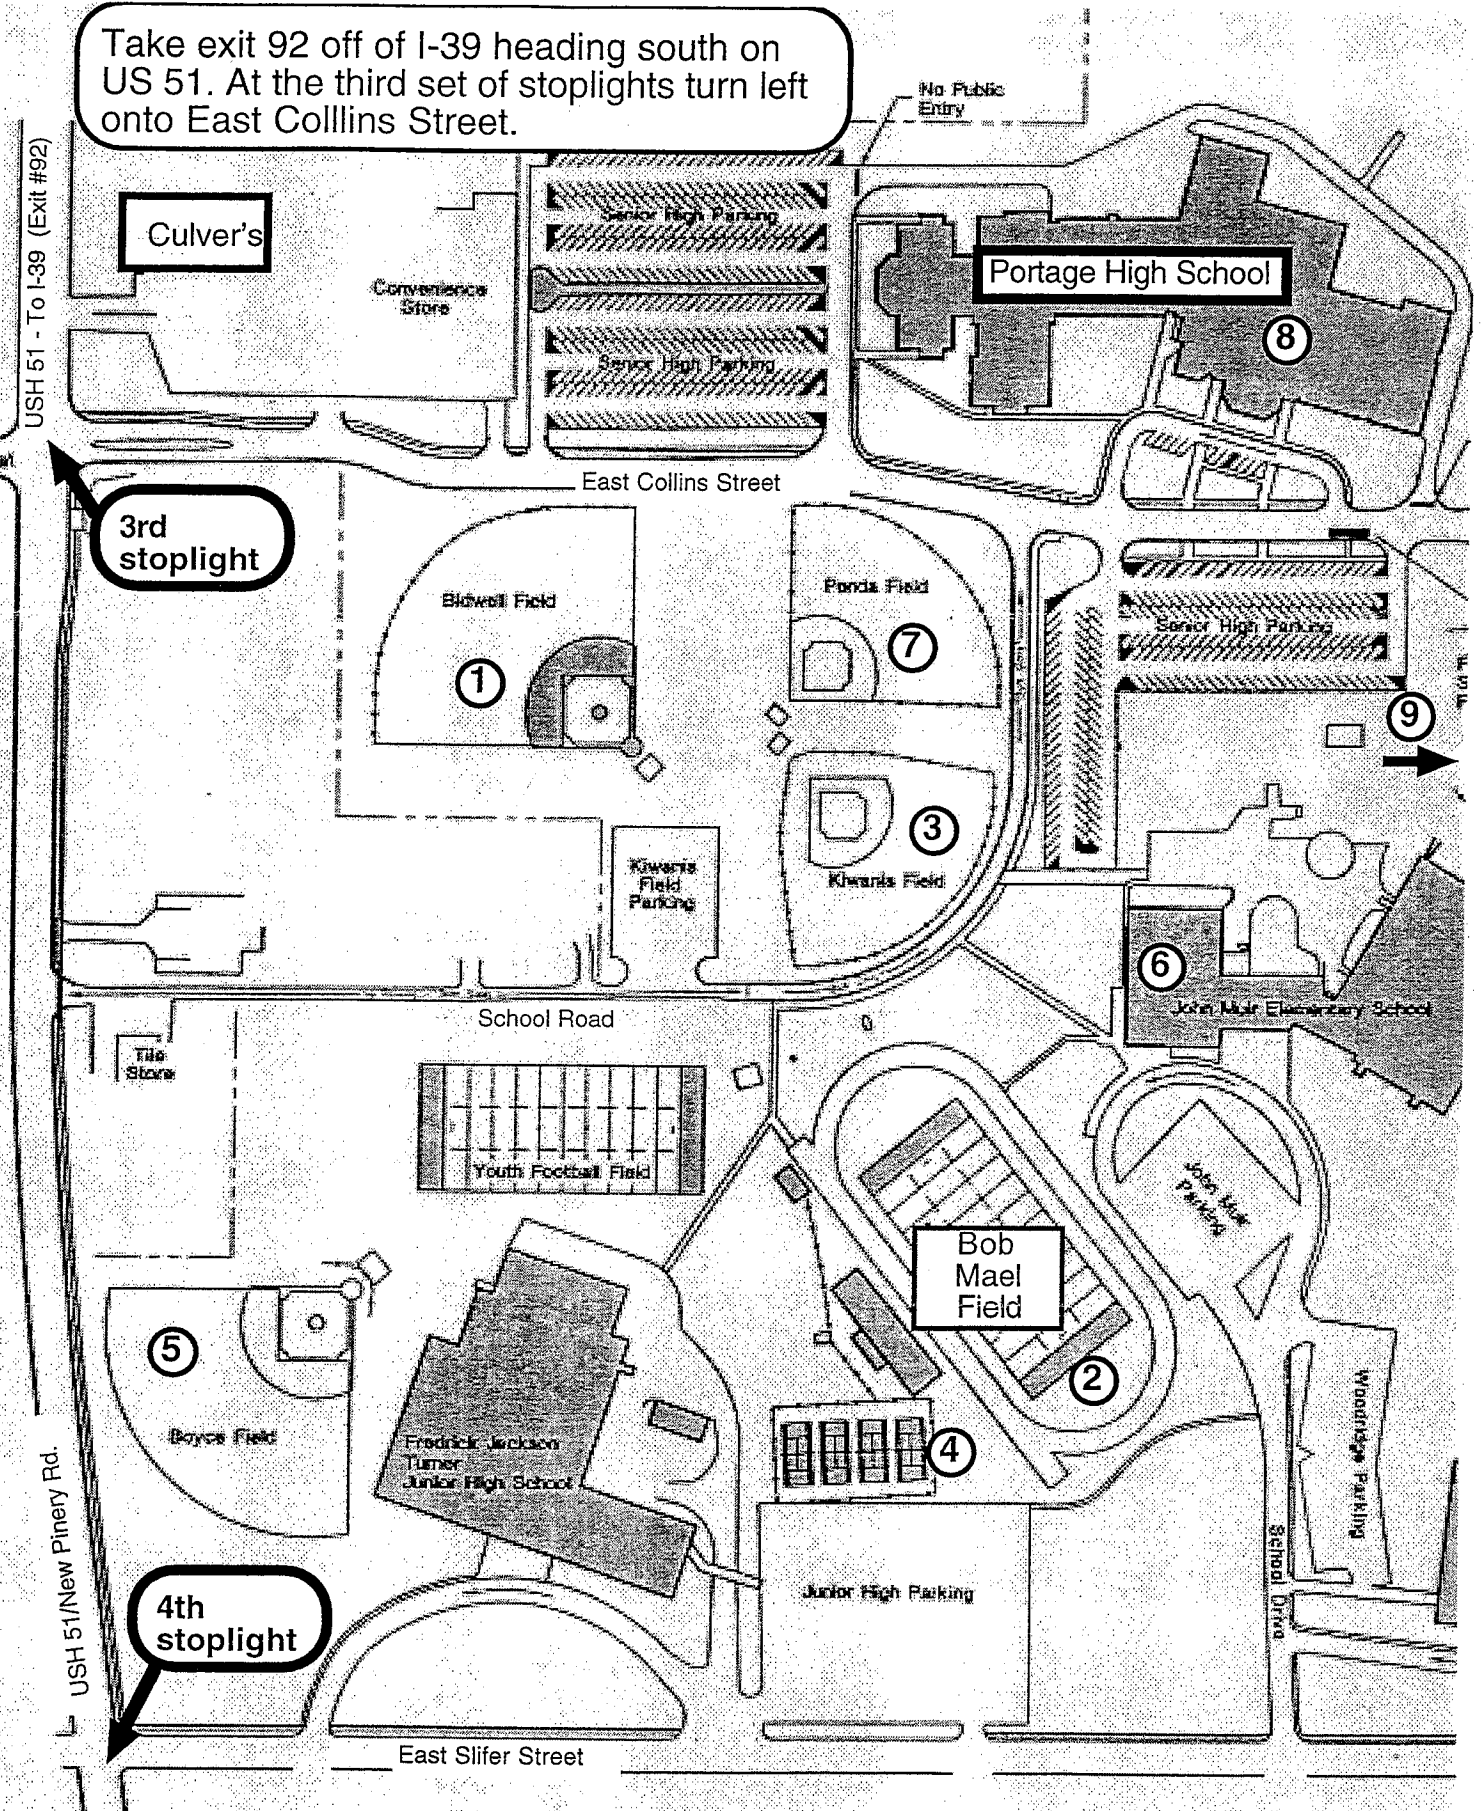 Take exit 92 off of I-39 heading south on
US 51. At the third set of stoplights turn left
onto East Colllins Street.
No Public
Entry
USH 51 - To I-39 (Exit #92)
Culver's
Senior High Parking
Convenience
Store
Portage High School
8
Senior High Parking
East Collins Street
3rd
stoplight
Bidwell Field
1
Panda Field
7
Senior High Parking
9
3
Kiwanis Field
Kiwanis
Field
Parking
6
John Muir Elementary School
School Road
Tile
Store
Youth Football Field
John Muir
Parking
Bob
Mael
Field
2
5
Boyce Field
Fredrick Jackson
Turner
Junior High School
4
Woodridge Parking
School Drive
USH 51/New Pinery Rd.
4th
stoplight
Junior High Parking
East Slifer Street